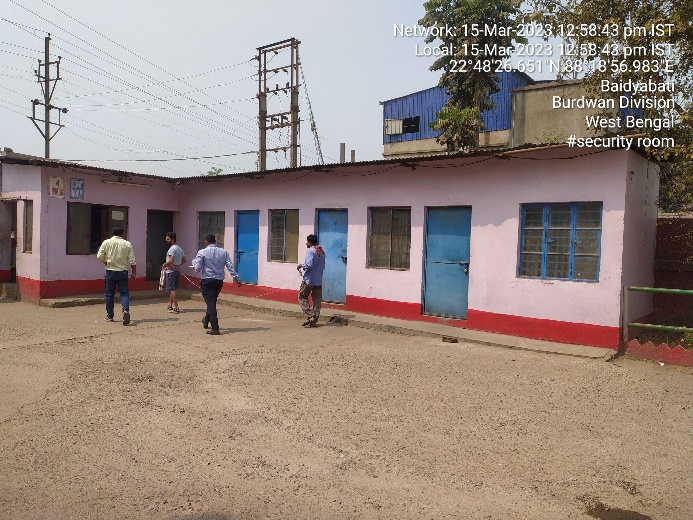 Network: 15-Mar-2023 12:58:43 pm IST
Local: 15-Mar-2023 12:58:43 pm IST
22°48'26.651"N 88°18'56.983"E
Baidyabati
Burdwan Division
West Bengal
#security room